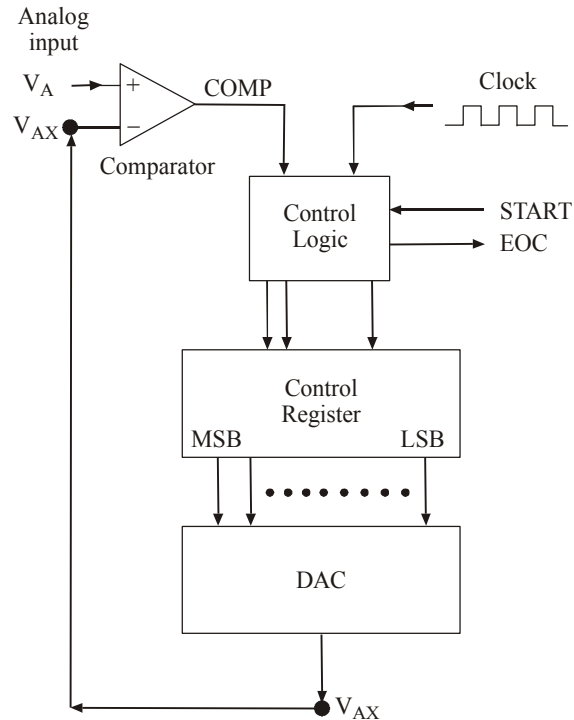 Analog
input
V_A
+
COMP
Clock
V_AX
−
Comparator
Control
Logic
START
EOC
Control
Register
MSB
LSB
DAC
V_AX